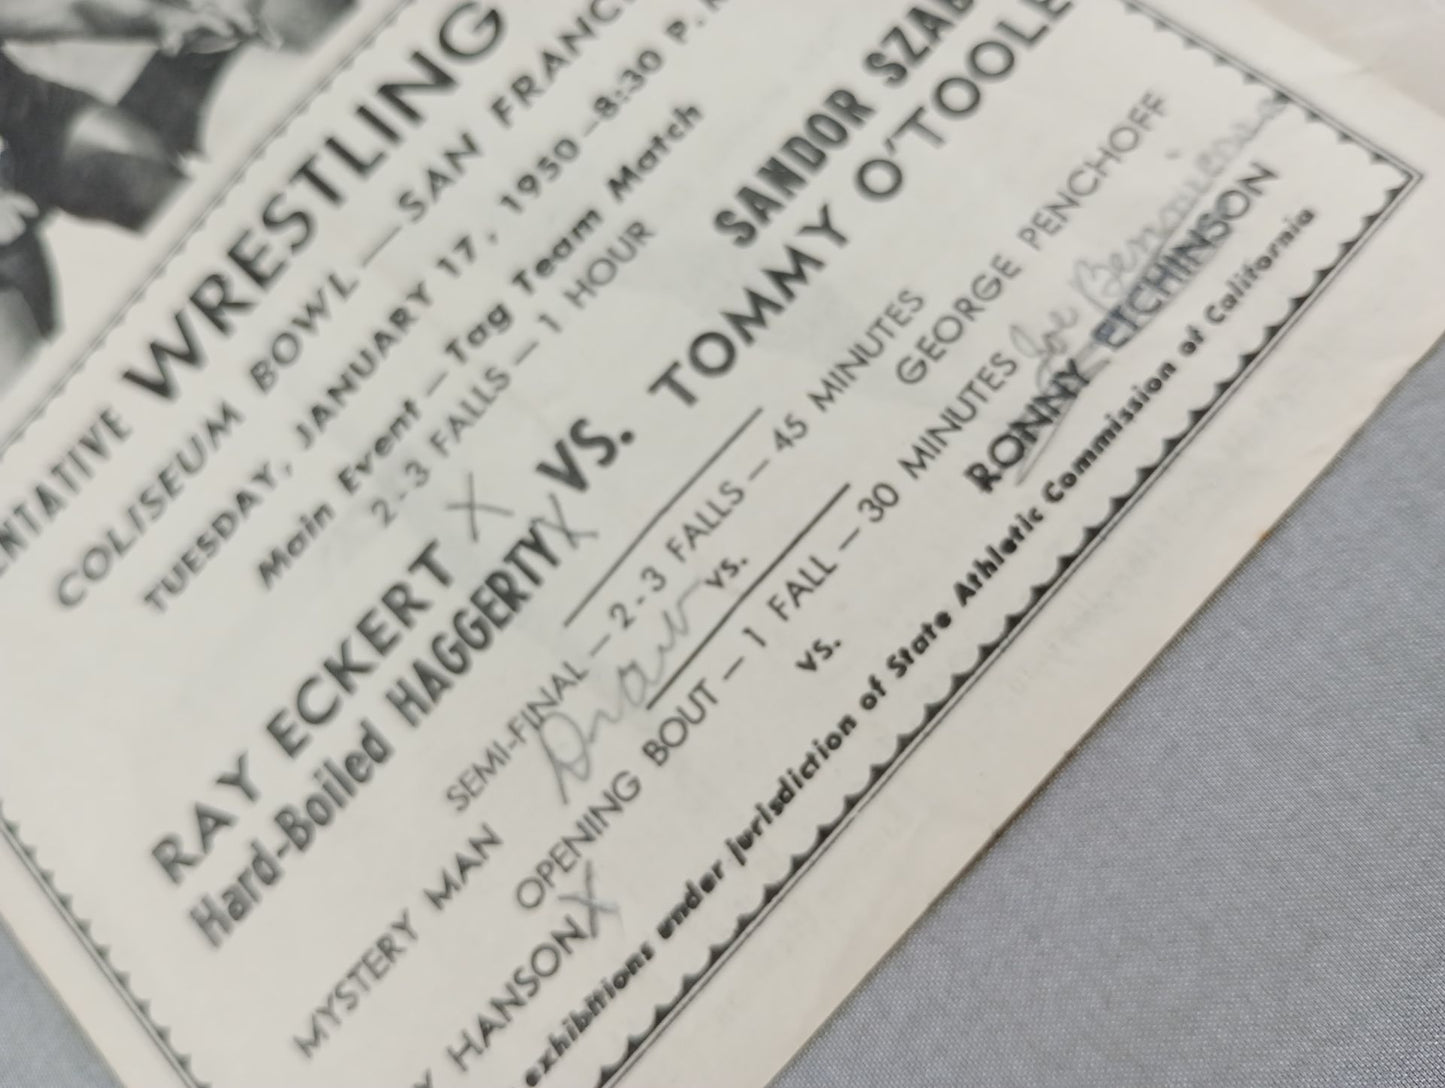 WRESTLING
COLISEUM BOWL — SAN
TUESDAY, JANUARY 17, 1950—8:30 P.
Main Event—Tag Team Match
2-3 FALLS—1 HOUR
RAY ECKERT X
SANDOR
Hard-Boiled HAGGERTY X VS. TOMMY O'TOOLE
SEMI-FINAL—2-3 FALLS—45 MINUTES
MYSTERY MAN Draw vs. GEORGE PENCHOFF
OPENING BOUT—1 FALL—30 MINUTES Joe
HANSON X vs. RONNY ETCHINSON
exhibitions under jurisdiction of State Athletic Commission of California